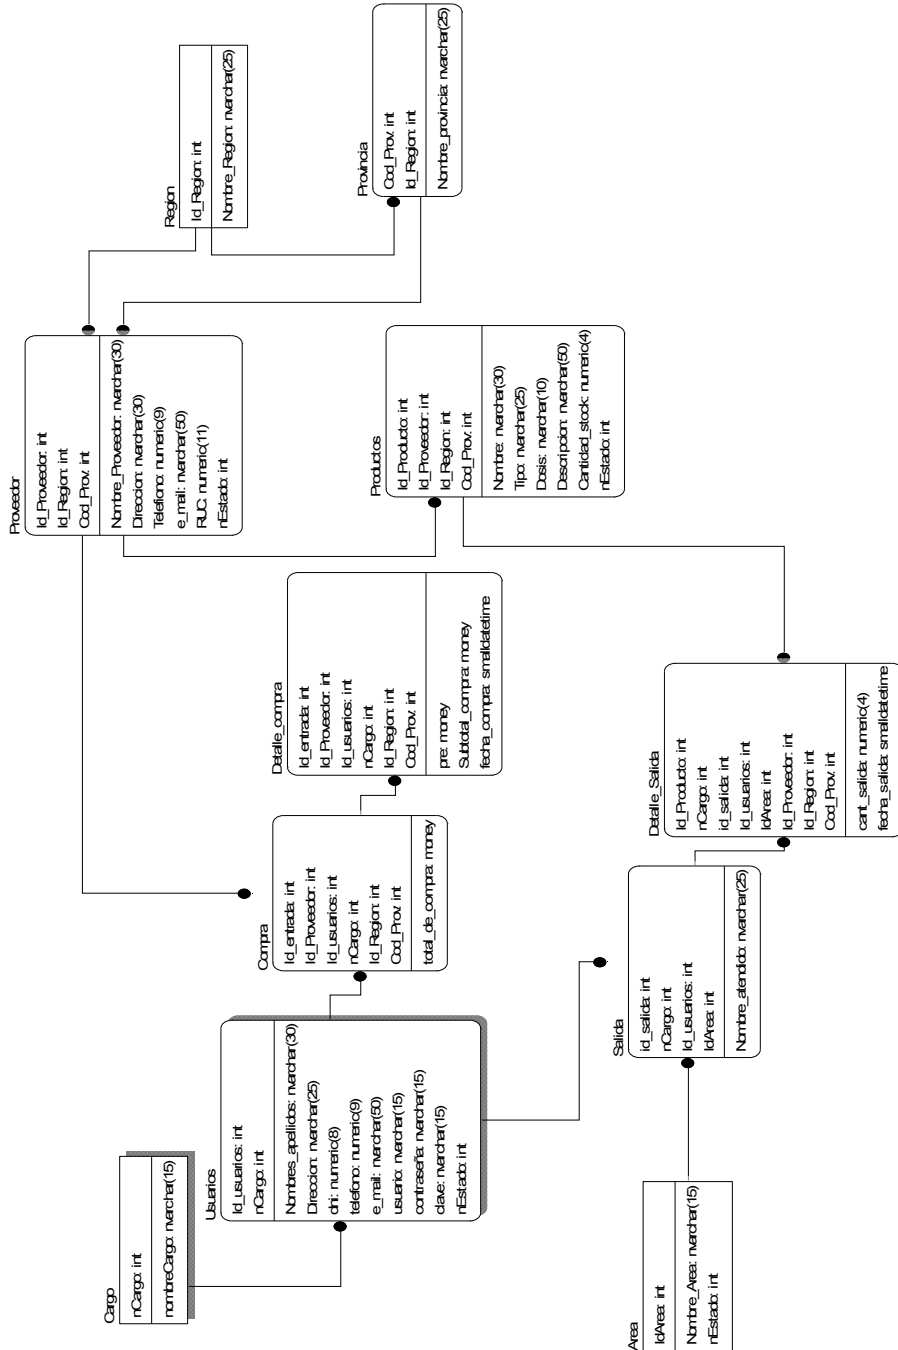 Cargo
nCargo: int
nombreCargo: nvarchar(15)
Usuarios
Id_usuarios: int
nCargo: int
Nombres_apellidos: nvarchar(30)
Direccion: nvarchar(25)
dni: numeric(8)
telefono: numeric(9)
e_mail: nvarchar(50)
usuario: nvarchar(15)
contraseña: nvarchar(15)
clave: nvarchar(15)
nEstado: int
Compra
Id_entrada: int
Id_Proveedor: int
Id_usuarios: int
nCargo: int
Id_Region: int
Cod_Prov: int
total_de_compra: money
Detalle_compra
Id_entrada: int
Id_Proveedor: int
Id_usuarios: int
nCargo: int
Id_Region: int
Cod_Prov: int
pre: money
Subtotal_compra: money
fecha_compra: smalldatetime
Proveedor
Id_Proveedor: int
Id_Region: int
Cod_Prov: int
Nombre_Proveedor: nvarchar(30)
Direccion: nvarchar(30)
Telefiono: numeric(9)
e_mail: nvarchar(50)
RUC: numeric(11)
nEstado: int
Region
Id_Region: int
Nombre_Region: nvarchar(25)
Provincia
Cod_Prov: int
Id_Region: int
Nombre_provincia: nvarchar(25)
Productos
Id_Producto: int
Id_Proveedor: int
Id_Region: int
Cod_Prov: int
Nombre: nvarchar(30)
Tipo: nvarchar(25)
Dosis: nvarchar(10)
Descripcion: nvarchar(50)
Cantidad_stock: numeric(4)
nEstado: int
Area
IdArea: int
Nombre_Area: nvarchar(15)
nEstado: int
Salida
id_salida: int
nCargo: int
Id_usuarios: int
IdArea: int
Nombre_atendido: nvarchar(25)
Detalle_Salida
Id_Producto: int
nCargo: int
id_salida: int
Id_usuarios: int
IdArea: int
Id_Proveedor: int
Id_Region: int
Cod_Prov: int
cant_salida: numeric(4)
fecha_salida: smalldatetime